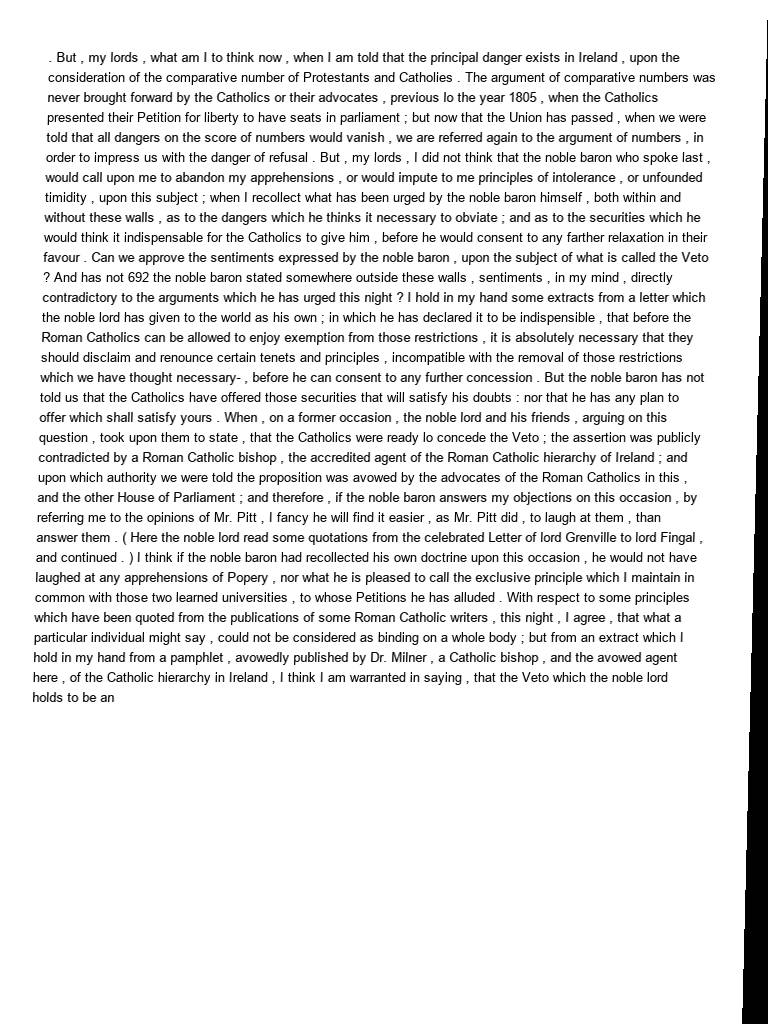 . But , my lords , what am I to think now , when I am told that the principal danger exists in Ireland , upon the
consideration of the comparative number of Protestants and Catholies . The argument of comparative numbers was
never brought forward by the Catholics or their advocates , previous lo the year 1805 , when the Catholics
presented their Petition for liberty to have seats in parliament ; but now that the Union has passed , when we were
told that all dangers on the score of numbers would vanish , we are referred again to the argument of numbers , in
order to impress us with the danger of refusal . But , my lords , I did not think that the noble baron who spoke last ,
would call upon me to abandon my apprehensions , or would impute to me principles of intolerance , or unfounded
timidity , upon this subject ; when I recollect what has been urged by the noble baron himself , both within and
without these walls , as to the dangers which he thinks it necessary to obviate ; and as to the securities which he
would think it indispensable for the Catholics to give him , before he would consent to any farther relaxation in their
favour . Can we approve the sentiments expressed by the noble baron , upon the subject of what is called the Veto
? And has not 692 the noble baron stated somewhere outside these walls , sentiments , in my mind , directly
contradictory to the arguments which he has urged this night ? I hold in my hand some extracts from a letter which
the noble lord has given to the world as his own ; in which he has declared it to be indispensible , that before the
Roman Catholics can be allowed to enjoy exemption from those restrictions , it is absolutely necessary that they
should disclaim and renounce certain tenets and principles , incompatible with the removal of those restrictions
which we have thought necessary- , before he can consent to any further concession . But the noble baron has not
told us that the Catholics have offered those securities that will satisfy his doubts : nor that he has any plan to
offer which shall satisfy yours . When , on a former occasion , the noble lord and his friends , arguing on this
question , took upon them to state , that the Catholics were ready lo concede the Veto ; the assertion was publicly
contradicted by a Roman Catholic bishop , the accredited agent of the Roman Catholic hierarchy of Ireland ; and
upon which authority we were told the proposition was avowed by the advocates of the Roman Catholics in this ,
and the other House of Parliament ; and therefore , if the noble baron answers my objections on this occasion , by
referring me to the opinions of Mr. Pitt , I fancy he will find it easier , as Mr. Pitt did , to laugh at them , than
answer them . ( Here the noble lord read some quotations from the celebrated Letter of lord Grenville to lord Fingal ,
and continued . ) I think if the noble baron had recollected his own doctrine upon this occasion , he would not have
laughed at any apprehensions of Popery , nor what he is pleased to call the exclusive principle which I maintain in
common with those two learned universities , to whose Petitions he has alluded . With respect to some principles
which have been quoted from the publications of some Roman Catholic writers , this night , I agree , that what a
particular individual might say , could not be considered as binding on a whole body ; but from an extract which I
hold in my hand from a pamphlet , avowedly published by Dr. Milner , a Catholic bishop , and the avowed agent
here , of the Catholic hierarchy in Ireland , I think I am warranted in saying , that the Veto which the noble lord
holds to be an